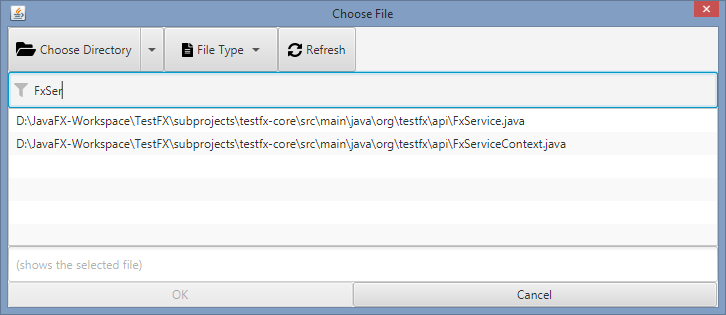 Choose File
Choose Directory File Type Refresh
FxSer
D:\JavaFX-Workspace\TestFX\subprojects\testfx-core\src\main\java\org\testfx\api\FxService.java
D:\JavaFX-Workspace\TestFX\subprojects\testfx-core\src\main\java\org\testfx\api\FxServiceContext.java
(shows the selected file)
OK Cancel